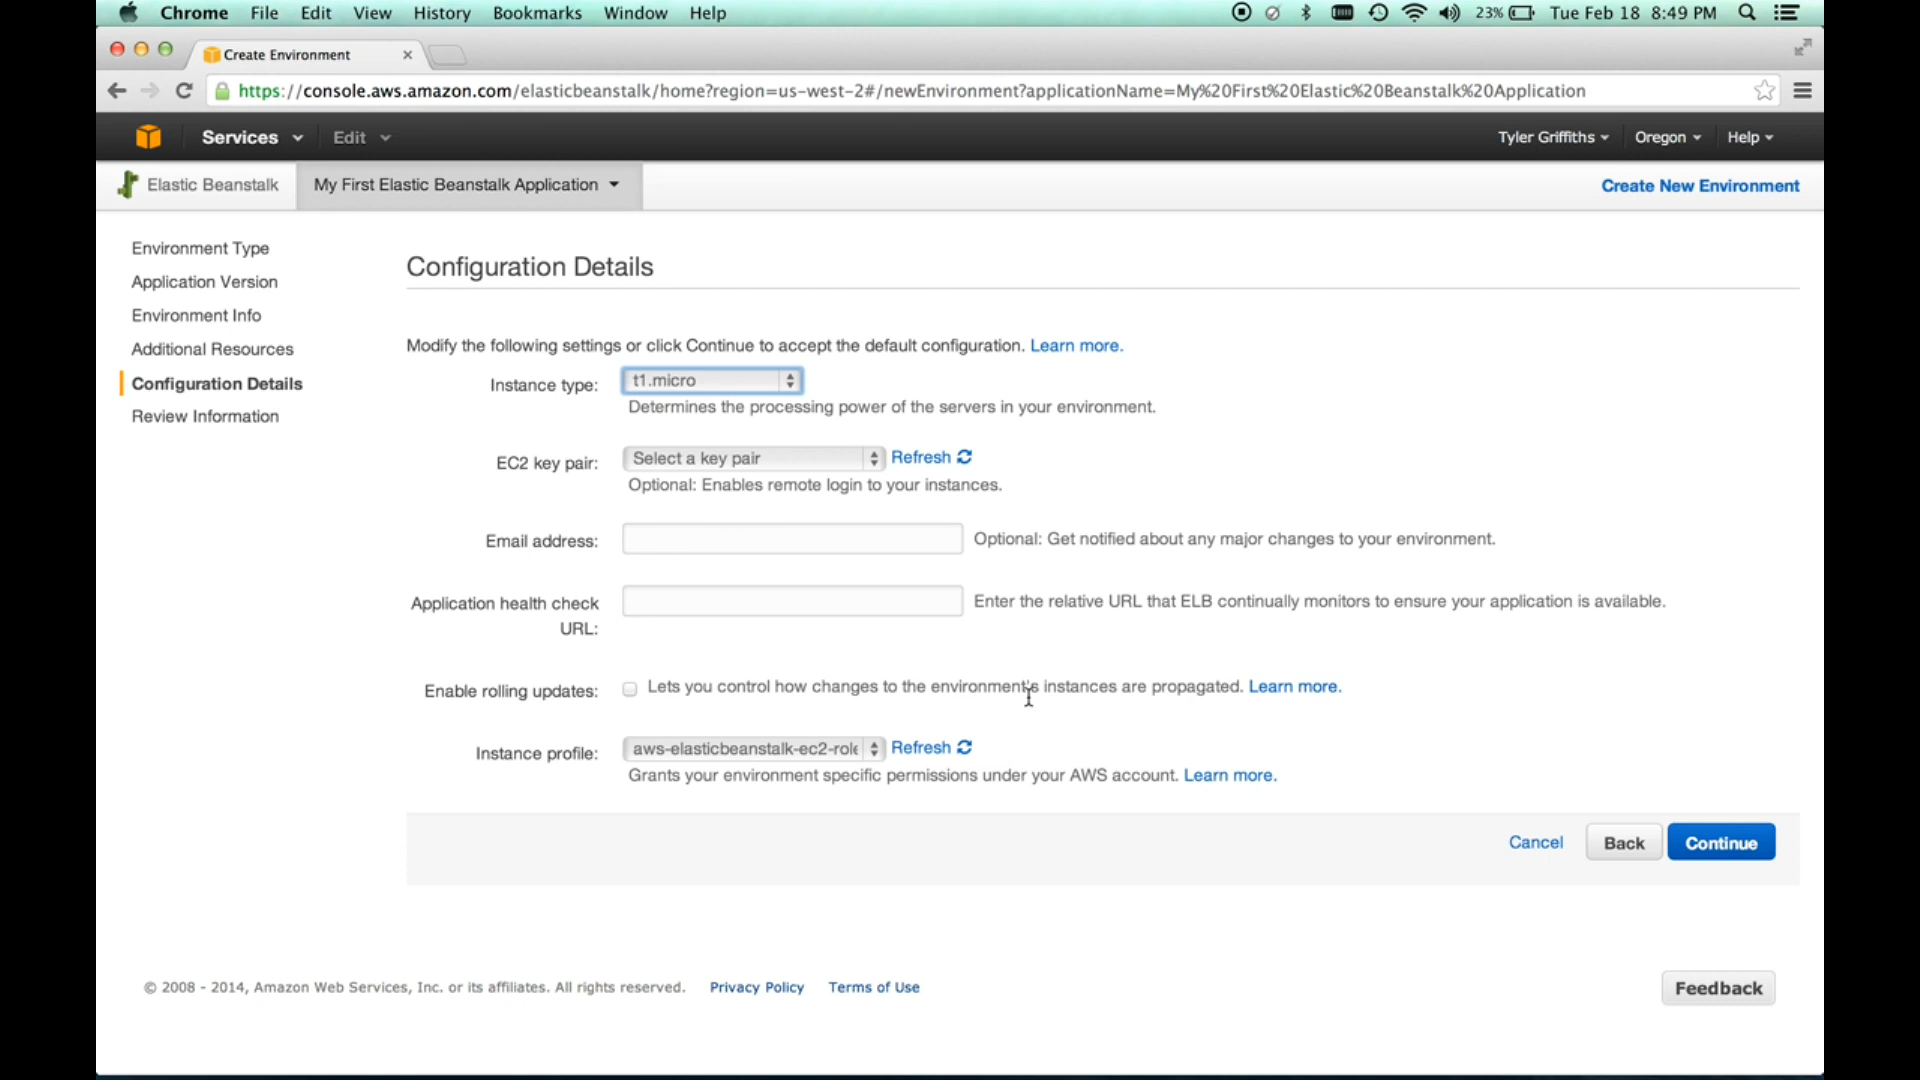 Chrome File Edit View History Bookmarks Window Help 23% Tue Feb 18 8:49 PM
Create Environment
https://console.aws.amazon.com/elasticbeanstalk/home?region=us-west-2#/newEnvironment?applicationName=My%20First%20Elastic%20Beanstalk%20Application
Services Edit Tyler Griffiths Oregon Help
Elastic Beanstalk My First Elastic Beanstalk Application Create New Environment
Environment Type
Application Version
Environment Info
Additional Resources
Configuration Details
Review Information
Configuration Details
Modify the following settings or click Continue to accept the default configuration. Learn more.
Instance type: t1.micro
Determines the processing power of the servers in your environment.
EC2 key pair: Select a key pair Refresh
Optional: Enables remote login to your instances.
Email address: Optional: Get notified about any major changes to your environment.
Application health check Enter the relative URL that ELB continually monitors to ensure your application is available.
URL:
Enable rolling updates: Lets you control how changes to the environment's instances are propagated. Learn more.
Instance profile: aws-elasticbeanstalk-ec2-role Refresh
Grants your environment specific permissions under your AWS account. Learn more.
Cancel Back Continue
© 2008 - 2014, Amazon Web Services, Inc. or its affiliates. All rights reserved. Privacy Policy Terms of Use Feedback